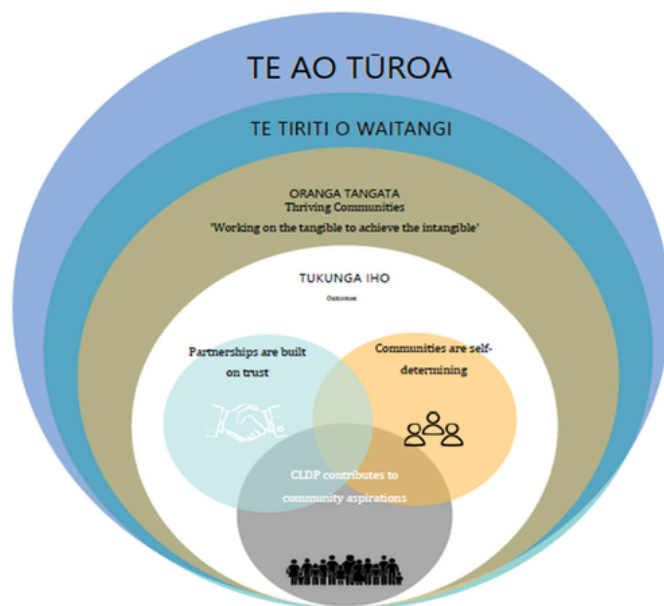 TE AO TŪROA
TE TIRITI O WAITANGI
ORANGA TANGATA
Thriving Communities
'Working on the tangible to achieve the intangible'
TUKUNGA IHO
Outcomes
Partnerships are built
on trust
Communities are self-
determining
CLDP contributes to
community aspirations